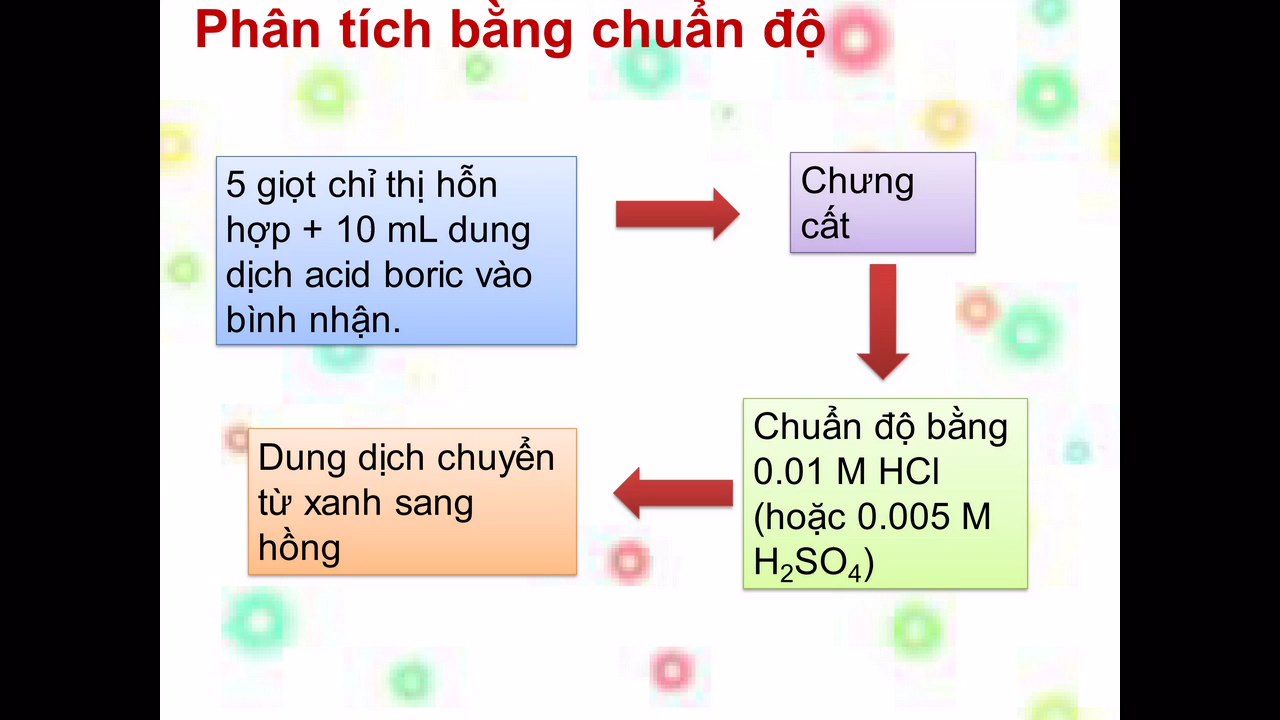 Phân tích bằng chuẩn độ
5 giọt chỉ thị hỗn
hợp + 10 mL dung
dịch acid boric vào
bình nhận.
Chưng
cất
Chuẩn độ bằng
0.01 M HCl
(hoặc 0.005 M
H₂SO₄)
Dung dịch chuyển
từ xanh sang
hồng